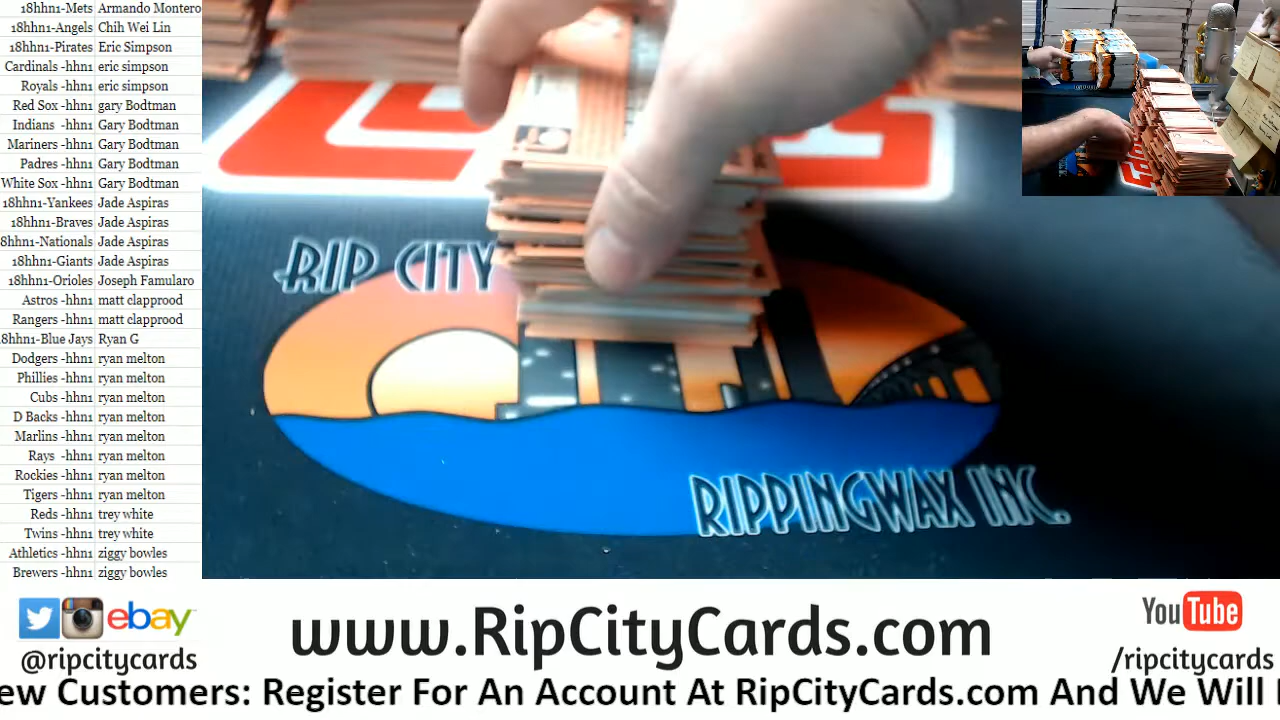 18hhn1-Mets Armando Montero
18hhn1-Angels Chih Wei Lin
18hhn1-Pirates Eric Simpson
Cardinals -hhn1 eric simpson
Royals -hhn1 eric simpson
Red Sox -hhn1 gary Bodtman
Indians -hhn1 Gary Bodtman
Mariners -hhn1 Gary Bodtman
Padres -hhn1 Gary Bodtman
White Sox -hhn1 Gary Bodtman
18hhn1-Yankees Jade Aspiras
18hhn1-Braves Jade Aspiras
8hhn1-Nationals Jade Aspiras
18hhn1-Giants Jade Aspiras
18hhn1-Orioles Joseph Famularo
Astros -hhn1 matt clapprood
Rangers -hhn1 matt clapprood
8hhn1-Blue Jays Ryan G
Dodgers -hhn1 ryan melton
Phillies -hhn1 ryan melton
Cubs -hhn1 ryan melton
D Backs -hhn1 ryan melton
Marlins -hhn1 ryan melton
Rays -hhn1 ryan melton
Rockies -hhn1 ryan melton
Tigers -hhn1 ryan melton
Reds -hhn1 trey white
Twins -hhn1 trey white
Athletics -hhn1 ziggy bowles
Brewers -hhn1 ziggy bowles
RIP CITY
RIPPINGWAX INC.
ebay
@ripcitycards
www.RipCityCards.com
YouTube
/ripcitycards
ew Customers: Register For An Account At RipCityCards.com And We Will